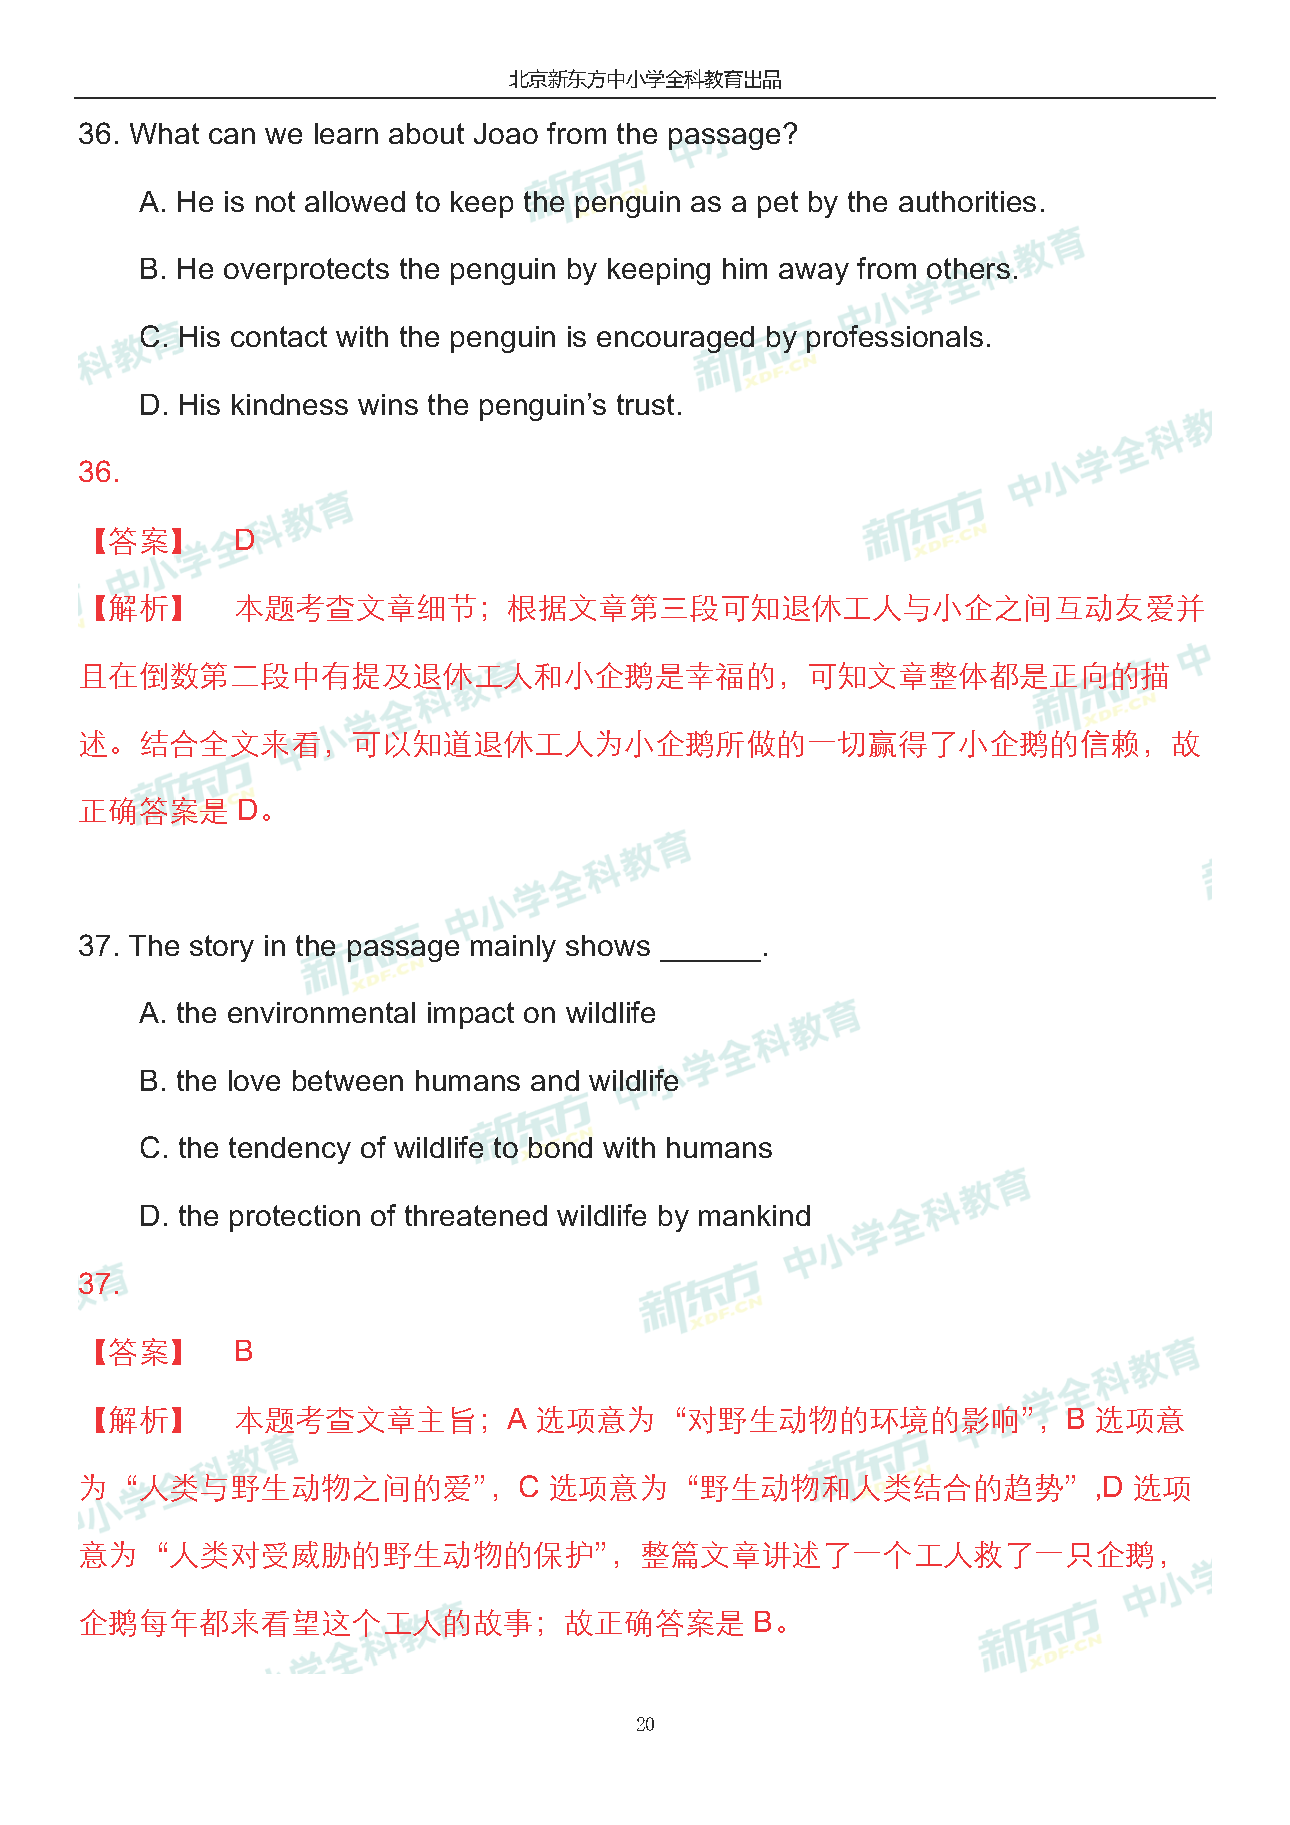 北京新东方中小学全科教育出品
36. What can we learn about Joao from the passage?
A. He is not allowed to keep the penguin as a pet by the authorities.
B. He overprotects the penguin by keeping him away from others.
C. His contact with the penguin is encouraged by professionals.
D. His kindness wins the penguin’s trust.
36.
【答案】 D
【解析】 本题考查文章细节；根据文章第三段可知退休工人与小企之间互动友爱并
且在倒数第二段中有提及退休工人和小企鹅是幸福的，可知文章整体都是正向的描
述。结合全文来看，可以知道退休工人为小企鹅所做的一切赢得了小企鹅的信赖，故
正确答案是 D。
37. The story in the passage mainly shows ______.
A. the environmental impact on wildlife
B. the love between humans and wildlife
C. the tendency of wildlife to bond with humans
D. the protection of threatened wildlife by mankind
37.
【答案】 B
【解析】 本题考查文章主旨；A 选项意为“对野生动物的环境的影响”，B 选项意
为“人类与野生动物之间的爱”，C 选项意为“野生动物和人类结合的趋势”,D 选项
意为“人类对受威胁的野生动物的保护”，整篇文章讲述了一个工人救了一只企鹅，
企鹅每年都来看望这个工人的故事；故正确答案是 B。
20